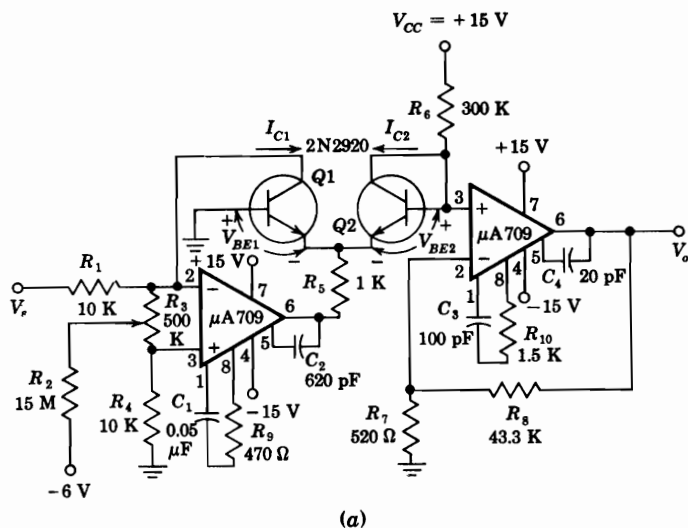 V_CC = + 15 V
R_6
300 K
I_C1
2N2920
I_C2
+15 V
Q1
3
+
7
+
V_BE1
−
Q2
−
V_BE2
+
μA709
6
V_o
5
−
2
1
8
4
C_4
20 pF
+15 V
R_1
10 K
V_s
R_3
500
K
2
−
7
μA709
6
R_5
1 K
C_3
100 pF
−15 V
R_10
1.5 K
R_2
15 M
+
3
5
1
8
4
C_2
620 pF
R_4
10 K
C_1
0.05
μF
−15 V
R_9
470 Ω
R_7
520 Ω
R_8
43.3 K
−6 V
(a)